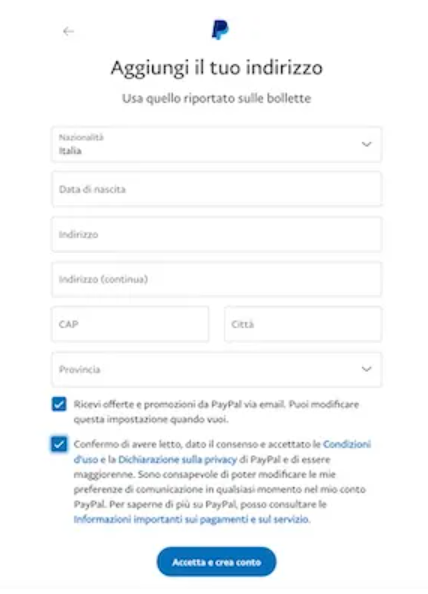 Aggiungi il tuo indirizzo
Usa quello riportato sulle bollette
Nazionalità
Italia
Data di nascita
Indirizzo
Indirizzo (continua)
CAP
Città
Provincia
Ricevi offerte e promozioni da PayPal via email. Puoi modificare
questa impostazione quando vuoi.
Confermo di avere letto, dato il consenso e accettato le Condizioni
d'uso e la Dichiarazione sulla privacy di PayPal e di essere
maggiorenne. Sono consapevole di poter modificare le mie
preferenze di comunicazione in qualsiasi momento nel mio conto
PayPal. Per saperne di più su PayPal, posso consultare le
Informazioni importanti sui pagamenti e sul servizio.
Accetta e crea conto